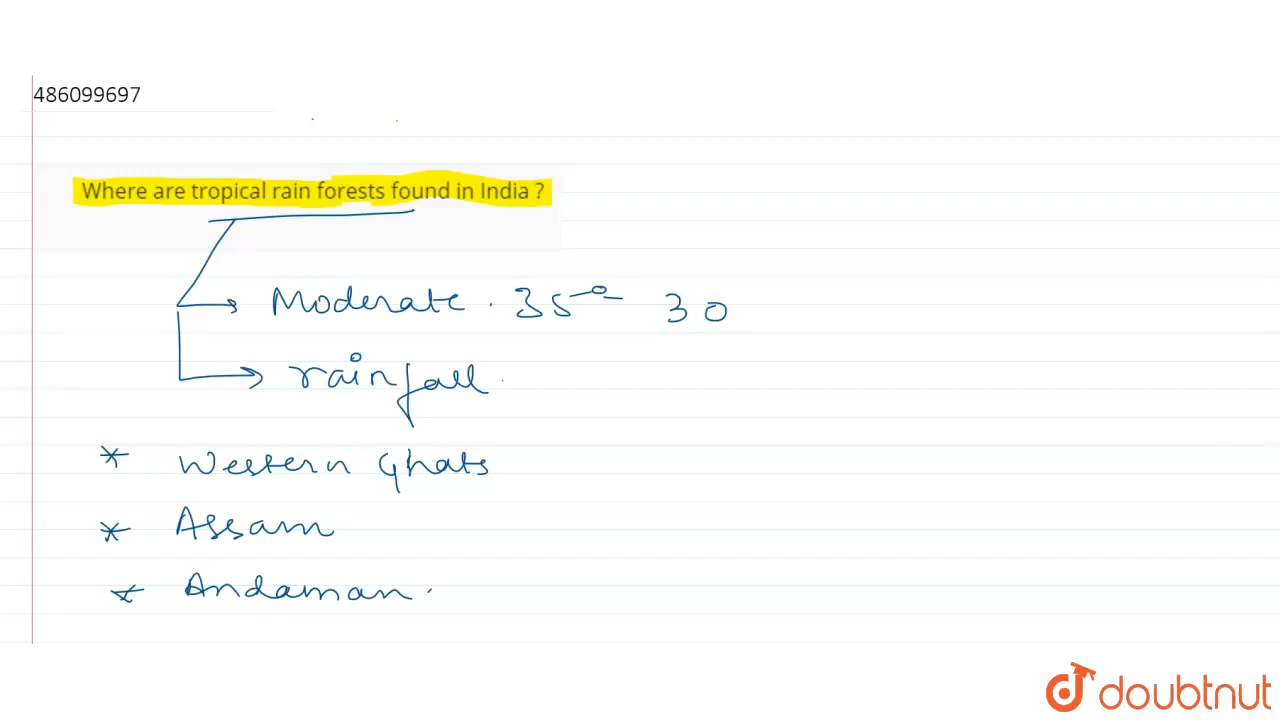 486099697
Where are tropical rain forests found in India ?
Moderate . 35° 30
rainfall .
* Western Ghats
* Assam
* Andaman .
doubtnut